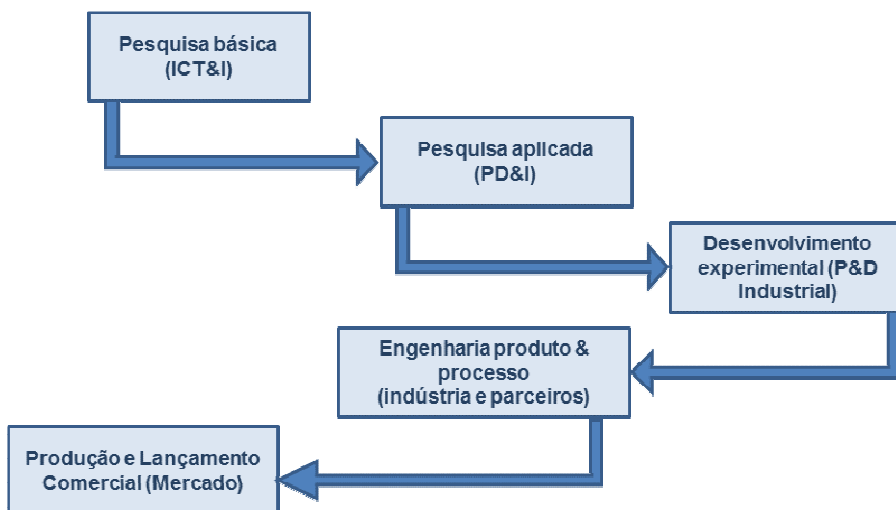 Pesquisa básica
(ICT&I)
Pesquisa aplicada
(PD&I)
Desenvolvimento
experimental (P&D
Industrial)
Engenharia produto &
processo
(indústria e parceiros)
Produção e Lançamento
Comercial (Mercado)